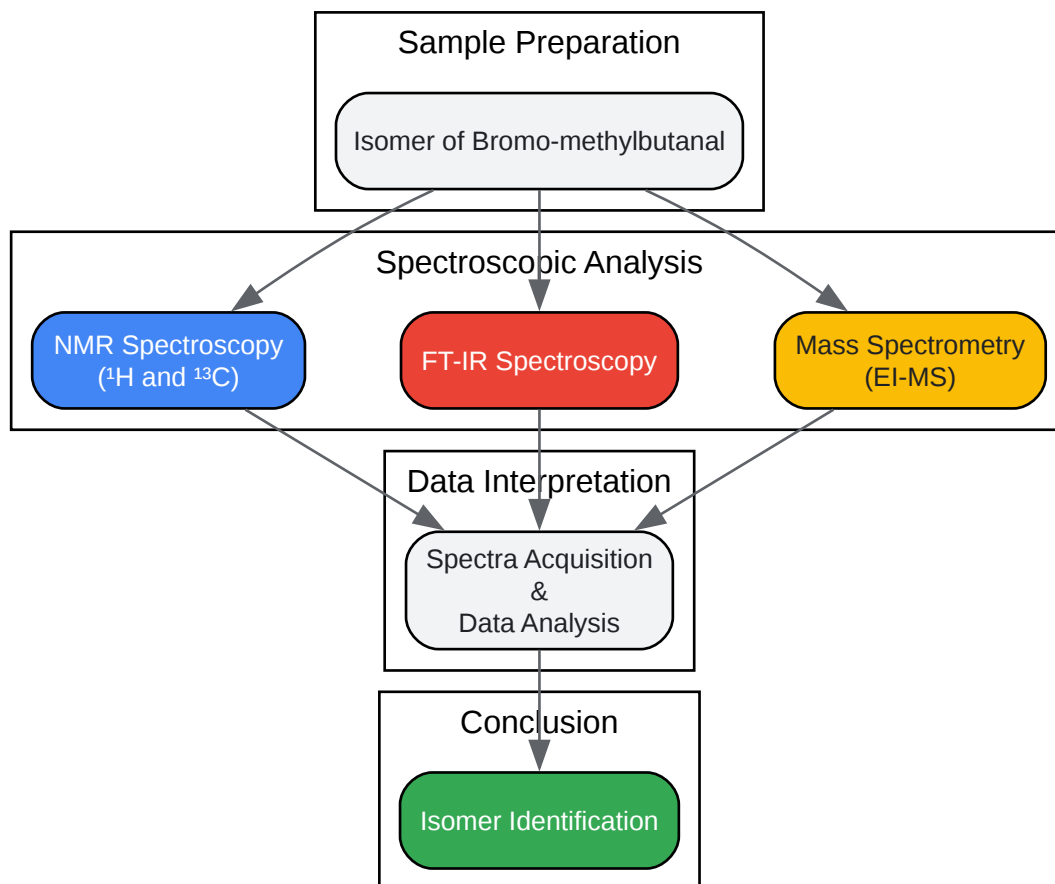 Sample Preparation
Isomer of Bromo-methylbutanal
Spectroscopic Analysis
NMR Spectroscopy
(¹H and ¹³C)
FT-IR Spectroscopy
Mass Spectrometry
(EI-MS)
Data Interpretation
Spectra Acquisition
&
Data Analysis
Conclusion
Isomer Identification